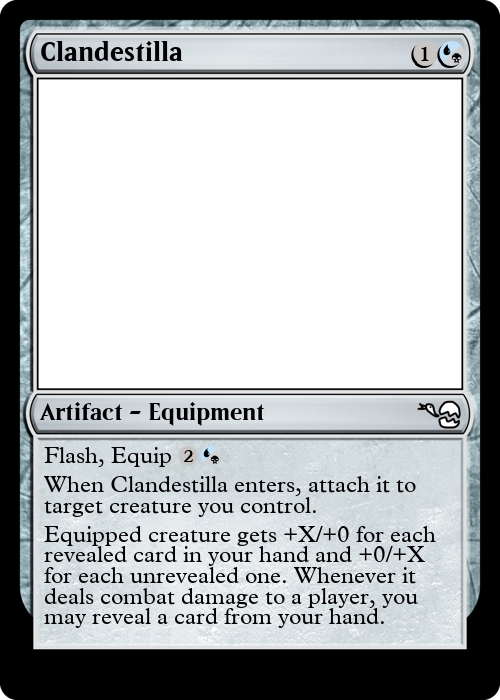 Clandestilla 1
Artifact – Equipment
Flash, Equip 2
When Clandestilla enters, attach it to
target creature you control.
Equipped creature gets +X/+0 for each
revealed card in your hand and +0/+X
for each unrevealed one. Whenever it
deals combat damage to a player, you
may reveal a card from your hand.